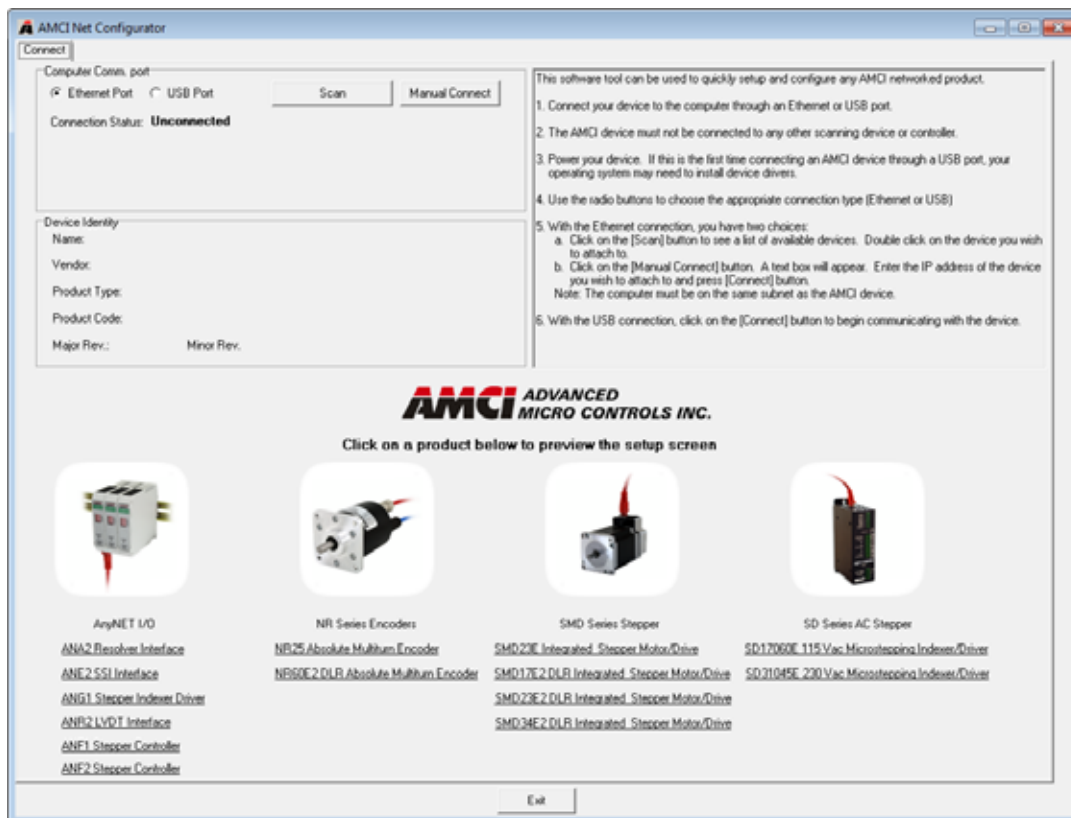 AMCI Net Configurator
Connect
Computer Comm. port
Ethernet Port USB Port Scan Manual Connect
Connection Status: Unconnected
Device Identity
Name:
Vendor:
Product Type:
Product Code:
Major Rev.: Minor Rev.
This software tool can be used to quickly setup and configure any AMCI networked product.
1. Connect your device to the computer through an Ethernet or USB port.
2. The AMCI device must not be connected to any other scanning device or controller.
3. Power your device. If this is the first time connecting an AMCI device through a USB port, your
operating system may need to install device drivers.
4. Use the radio buttons to choose the appropriate connection type (Ethernet or USB)
5. With the Ethernet connection, you have two choices:
a. Click on the [Scan] button to see a list of available devices. Double click on the device you wish
to attach to.
b. Click on the [Manual Connect] button. A text box will appear. Enter the IP address of the device
you wish to attach to and press [Connect] button.
Note: The computer must be on the same subnet as the AMCI device.
6. With the USB connection, click on the [Connect] button to begin communicating with the device.
AMCI ADVANCED
MICRO CONTROLS INC.
Click on a product below to preview the setup screen
AnyNET I/O
ANA2 Resolver Interface
ANE2 SSI Interface
ANG1 Stepper Indexer Driver
ANR2 LVDT Interface
ANF1 Stepper Controller
ANF2 Stepper Controller
NR Series Encoders
NR25 Absolute Multiturn Encoder
NR60E2 DLR Absolute Multiturn Encoder
SMD Series Stepper
SMD23E Integrated Stepper Motor/Drive
SMD17E2 DLR Integrated Stepper Motor/Drive
SMD23E2 DLR Integrated Stepper Motor/Drive
SMD34E2 DLR Integrated Stepper Motor/Drive
SD Series AC Stepper
SD17060E 115 Vac Microstepping Indexer/Driver
SD31045E 230 Vac Microstepping Indexer/Driver
Exit